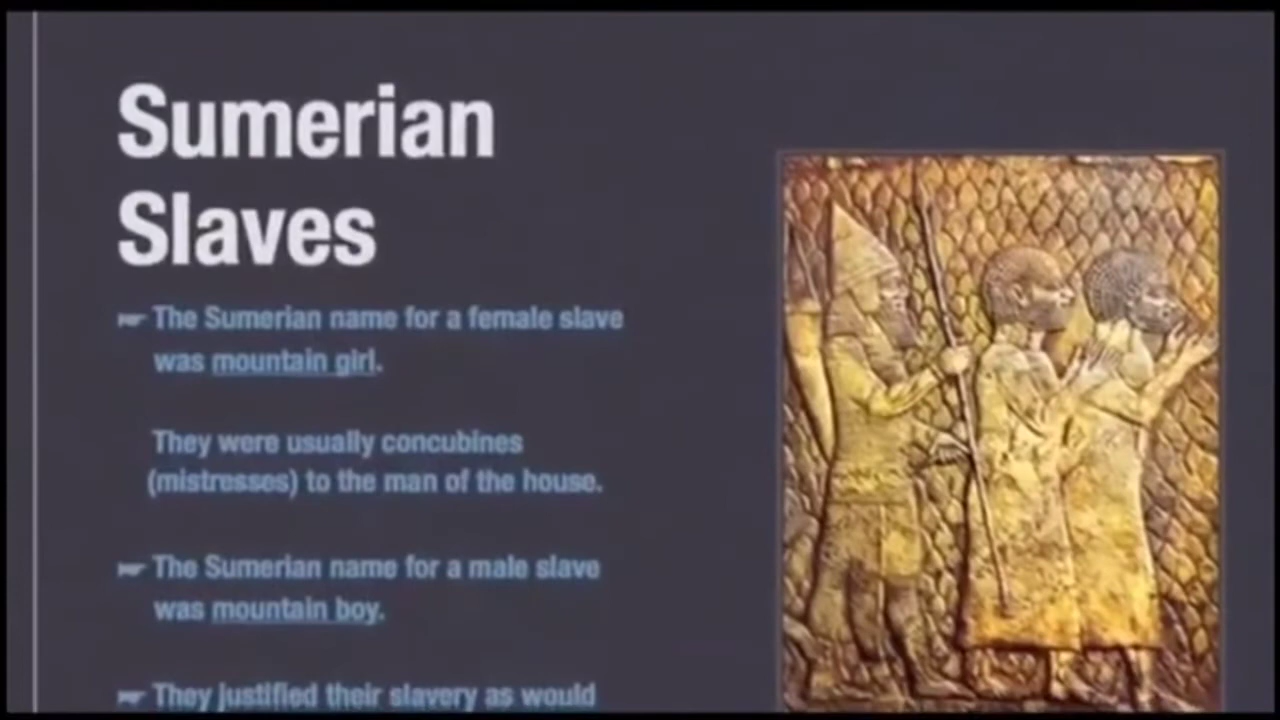 Sumerian
Slaves
The Sumerian name for a female slave
was mountain girl.
They were usually concubines
(mistresses) to the man of the house.
The Sumerian name for a male slave
was mountain boy.
They justified their slavery as would